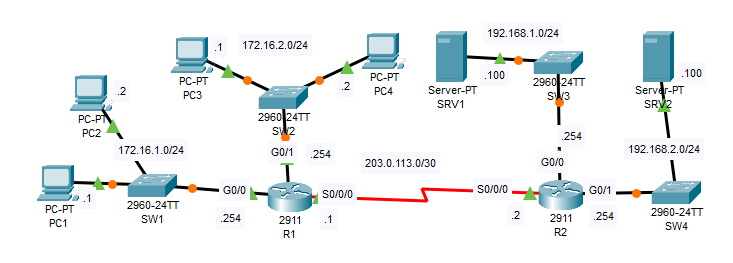 .1
172.16.2.0/24
PC-PT
PC3
.2
PC-PT
PC4
2960-24TT
SW2
G0/1
.254
.2
PC-PT
PC2
172.16.1.0/24
PC-PT
PC1
.1
2960-24TT
SW1
G0/0
.254
2911
R1
S0/0/0
.1
203.0.113.0/30
192.168.1.0/24
Server-PT
SRV1
.100
2960-24TT
SW3
.254
G0/0
S0/0/0
.2
2911
R2
G0/1
.254
Server-PT
SRV2
.100
192.168.2.0/24
2960-24TT
SW4